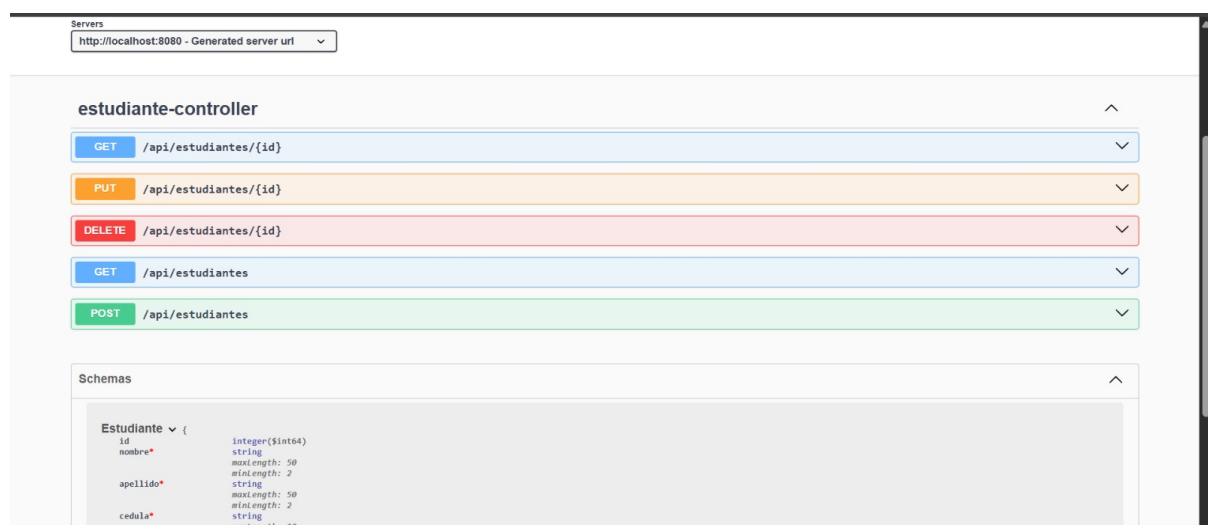 Servers
http://localhost:8080 - Generated server url
estudiante-controller
GET /api/estudiantes/{id}
PUT /api/estudiantes/{id}
DELETE /api/estudiantes/{id}
GET /api/estudiantes
POST /api/estudiantes
Schemas
Estudiante {
id integer($int64)
nombre* string
maxLength: 50
minLength: 2
apellido* string
maxLength: 50
minLength: 2
cedula* string